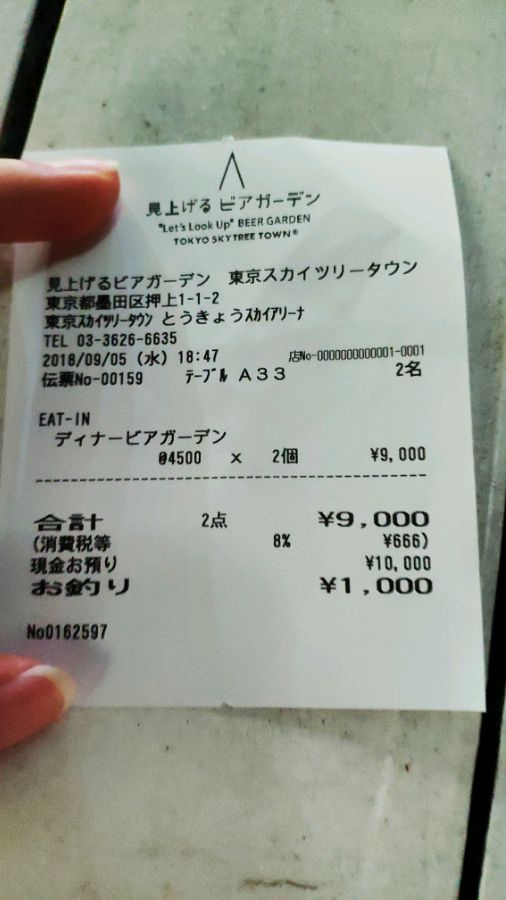 見上げる ビアガーデン
"Let's Look Up" BEER GARDEN
TOKYO SKYTREE TOWN®
見上げるビアガーデン 東京スカイツリータウン
東京都墨田区押上1-1-2
東京ｽｶｲﾂﾘｰﾀｳﾝ とうきょうｽｶｲｱﾘｰﾅ
TEL 03-3626-6635
2018/09/05 (水) 18:47 店No-0000000000001-0001
伝票No-00159 ﾃｰﾌﾞﾙ A33 2名
EAT-IN
ディナービアガーデン
@4500 × 2個 ¥9,000
合計 2点 ¥9,000
(消費税等 8% ¥666)
現金お預り ¥10,000
お釣り ¥1,000
No0162597